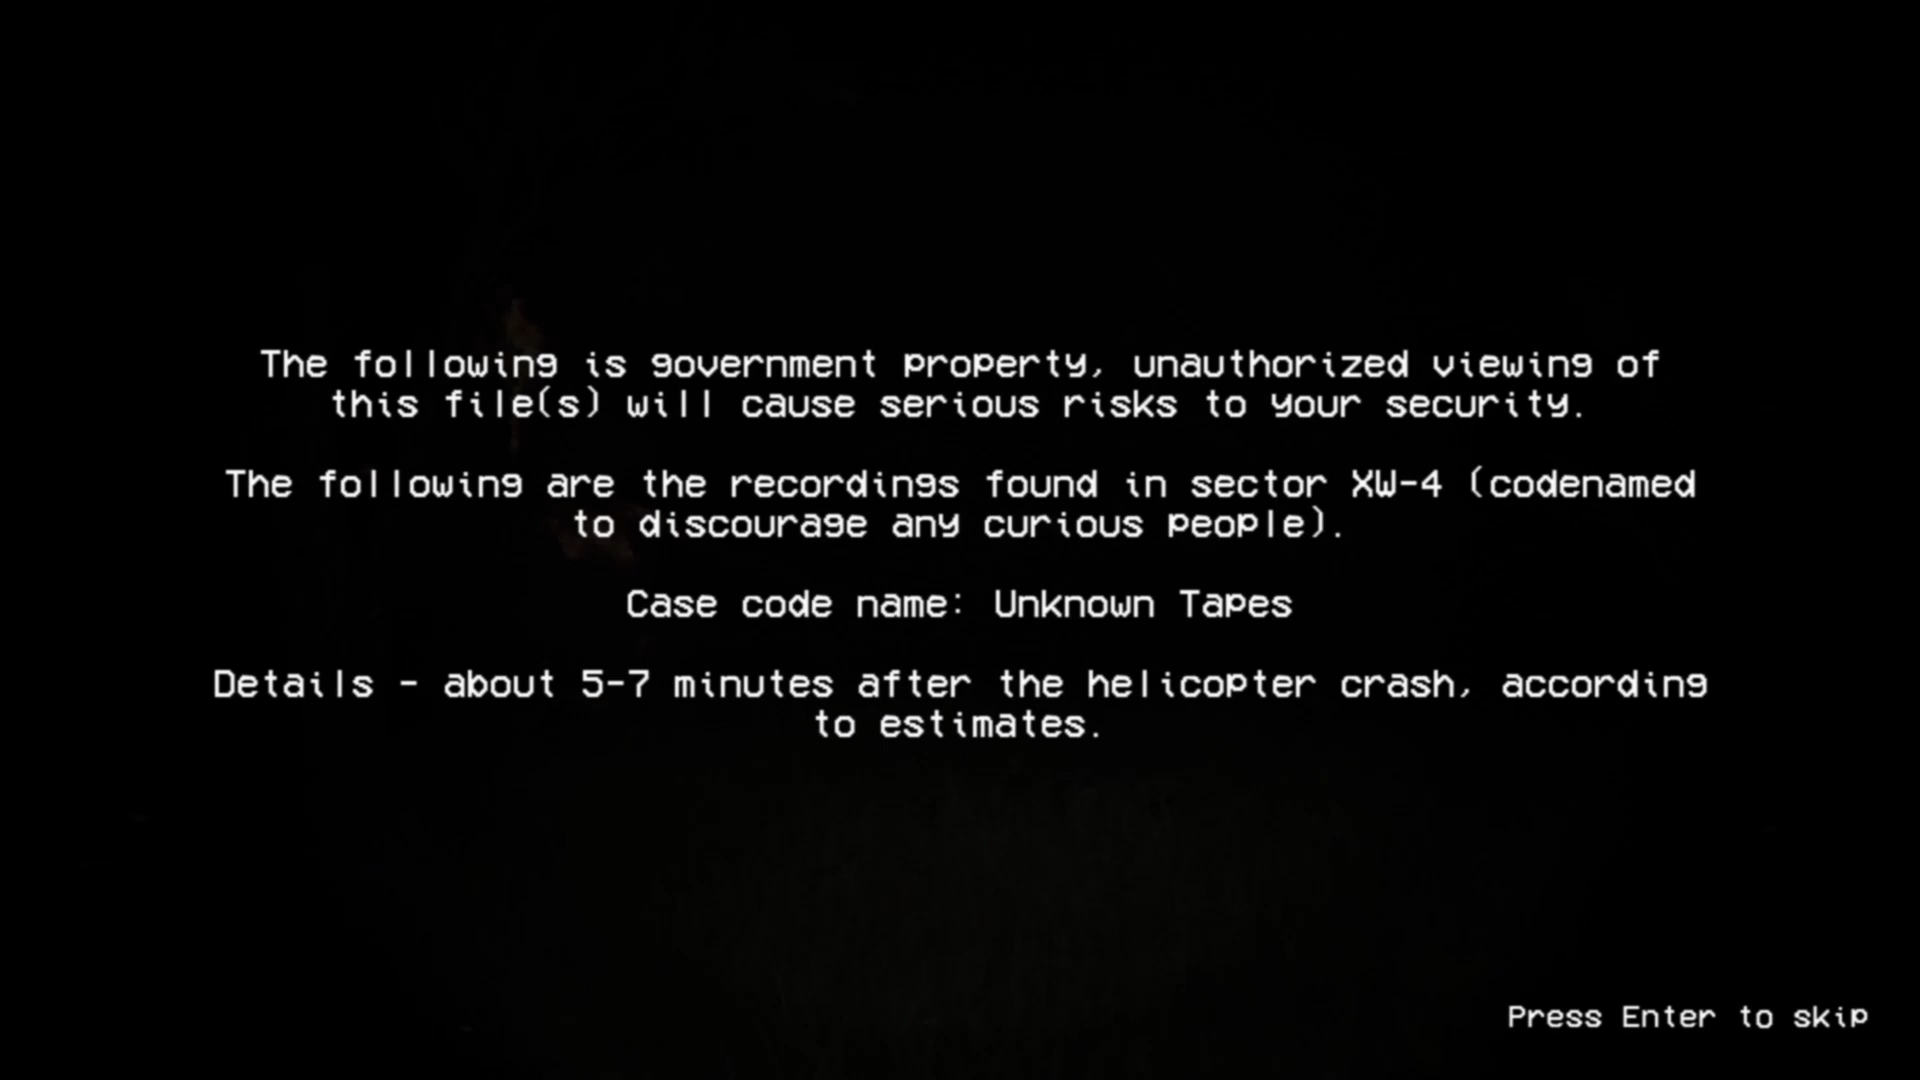 The following is government property, unauthorized viewing of
this file(s) will cause serious risks to your security.
The following are the recordings found in sector XW-4 (codenamed
to discourage any curious people).
Case code name: Unknown Tapes
Details - about 5-7 minutes after the helicopter crash, according
to estimates.
Press Enter to skip